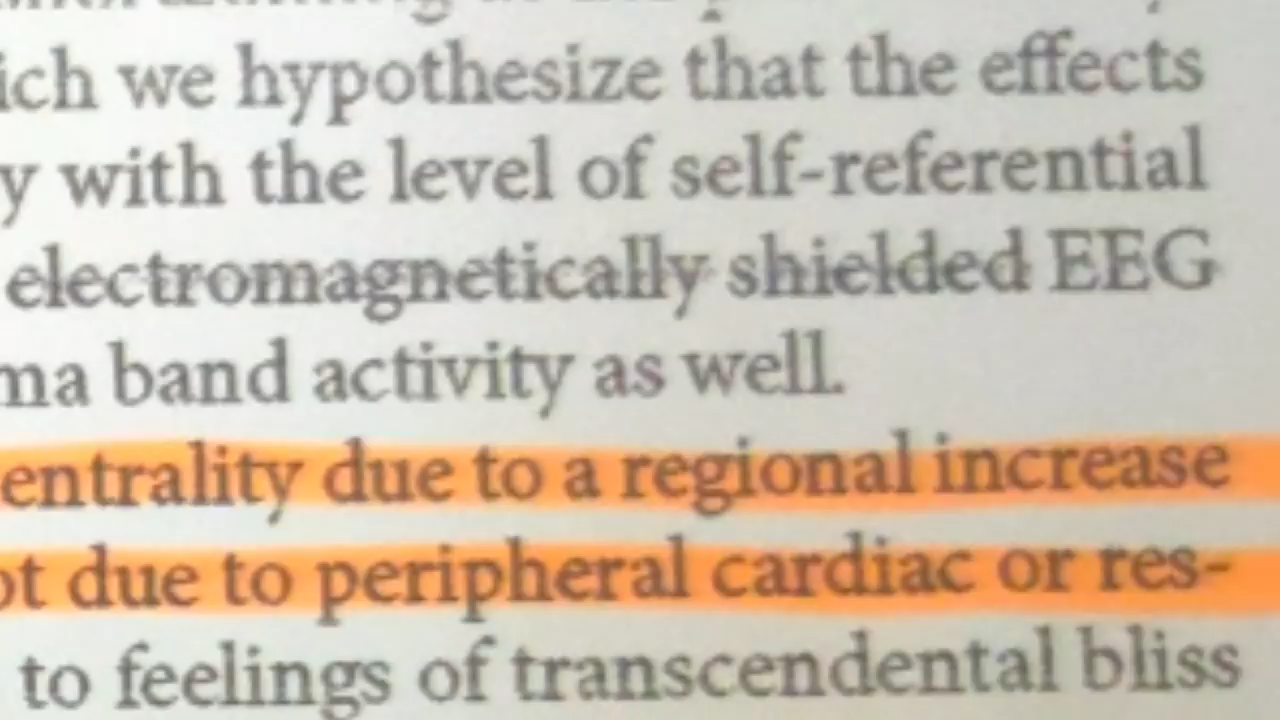 ich we hypothesize that the effects
y with the level of self-referential
electromagnetically shielded EEG
ma band activity as well.
entrality due to a regional increase
ot due to peripheral cardiac or res-
to feelings of transcendental bliss